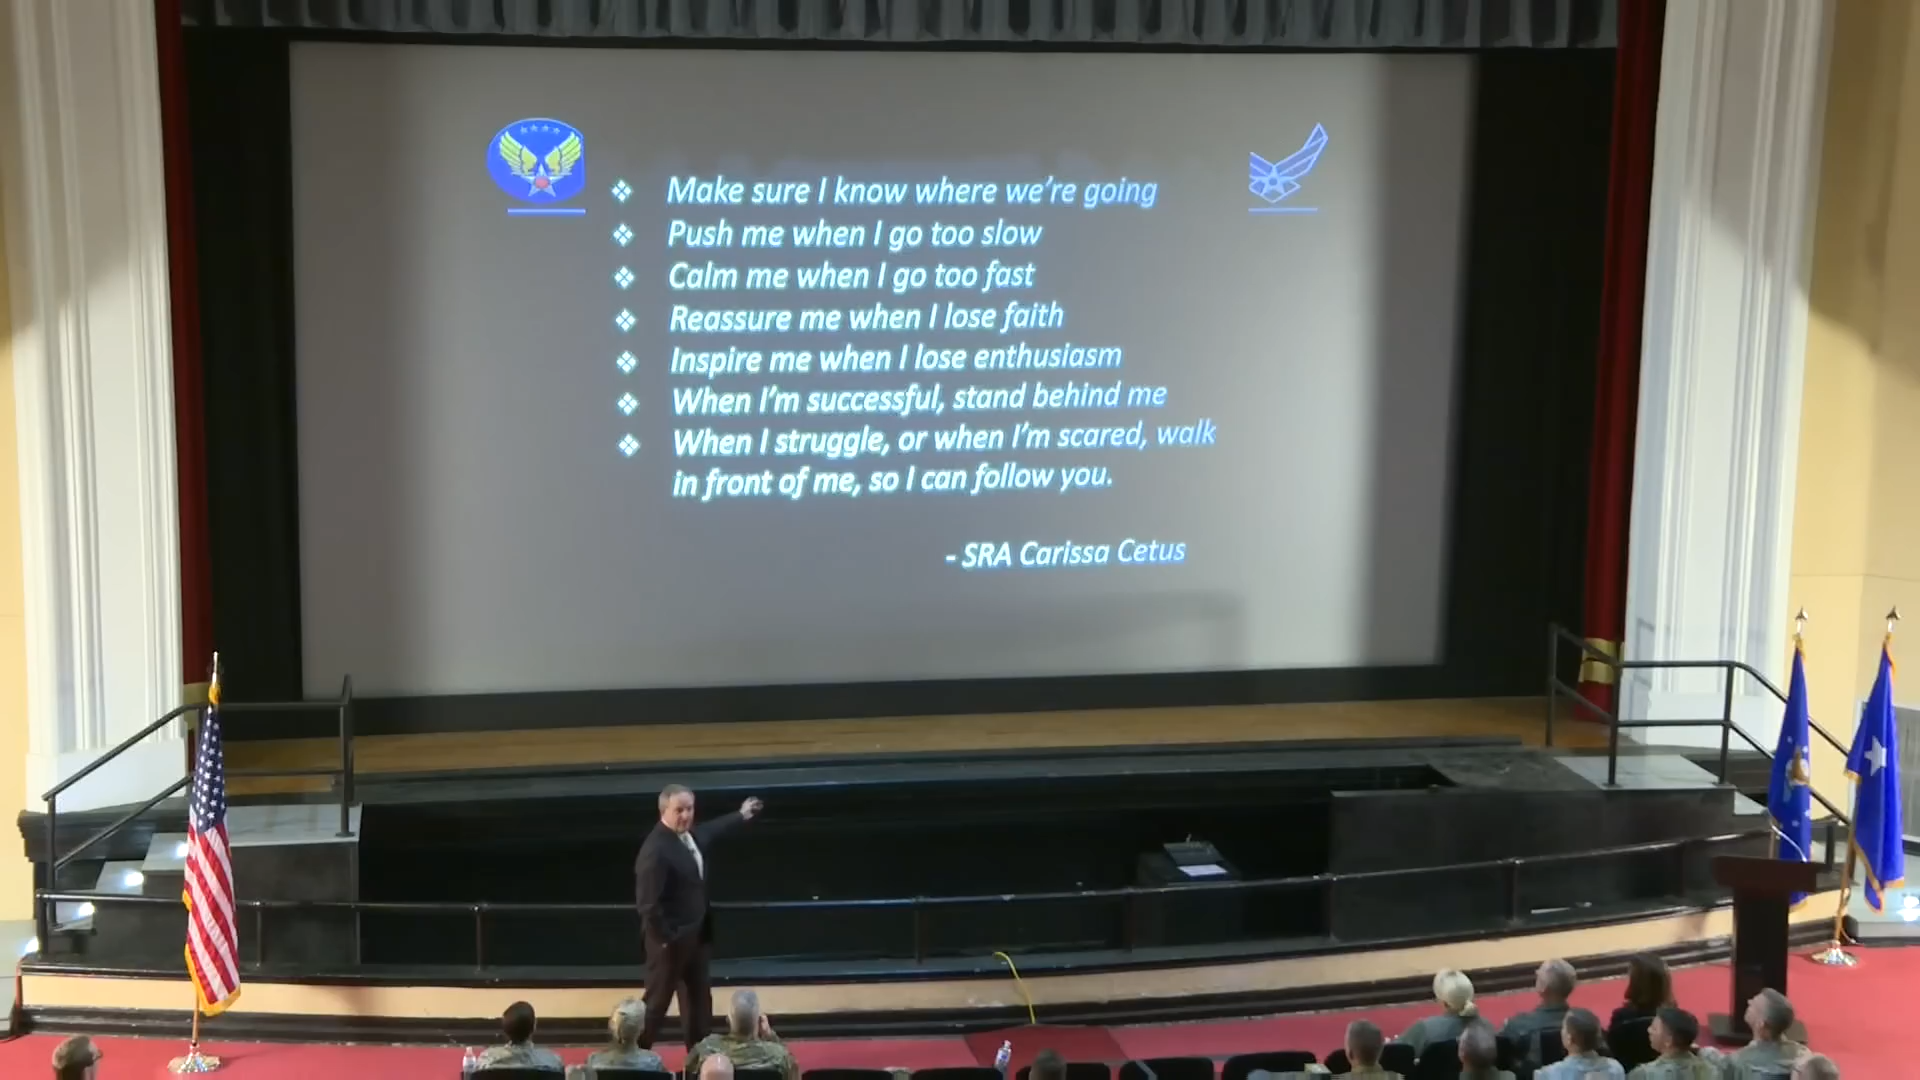 ❖ Make sure I know where we're going
❖ Push me when I go too slow
❖ Calm me when I go too fast
❖ Reassure me when I lose faith
❖ Inspire me when I lose enthusiasm
❖ When I'm successful, stand behind me
❖ When I struggle, or when I'm scared, walk
in front of me, so I can follow you.
- SRA Carissa Cetus